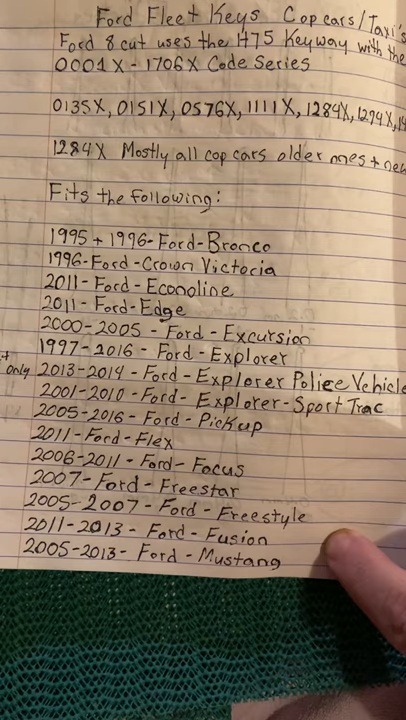 Ford Fleet Keys Cop cars/Taxi's
Ford 8 cut uses the H75 Keyway with the
0001X - 1706X Code Series
0135X, 0151X, 0576X, 1111X, 1284X, 1294X, 14
1284X Mostly all cop cars older ones + new
Fits the following:
1995 + 1996-Ford-Bronco
1996-Ford-Crown Victoria
2011-Ford-Econoline
2011-Ford-Edge
2000-2005 - Ford - Excursion
1997-2016 - Ford - Explorer
only 2013-2014 - Ford - Explorer Police Vehicle
2001-2010 - Ford - Explorer-Sport Trac
2005-2016 - Ford - Pickup
2011-Ford-Flex
2006-2011 - Ford - Focus
2007-Ford-Freestar
2005-2007 - Ford - Freestyle
2011-2013 - Ford - Fusion
2005-2013 - Ford - Mustang